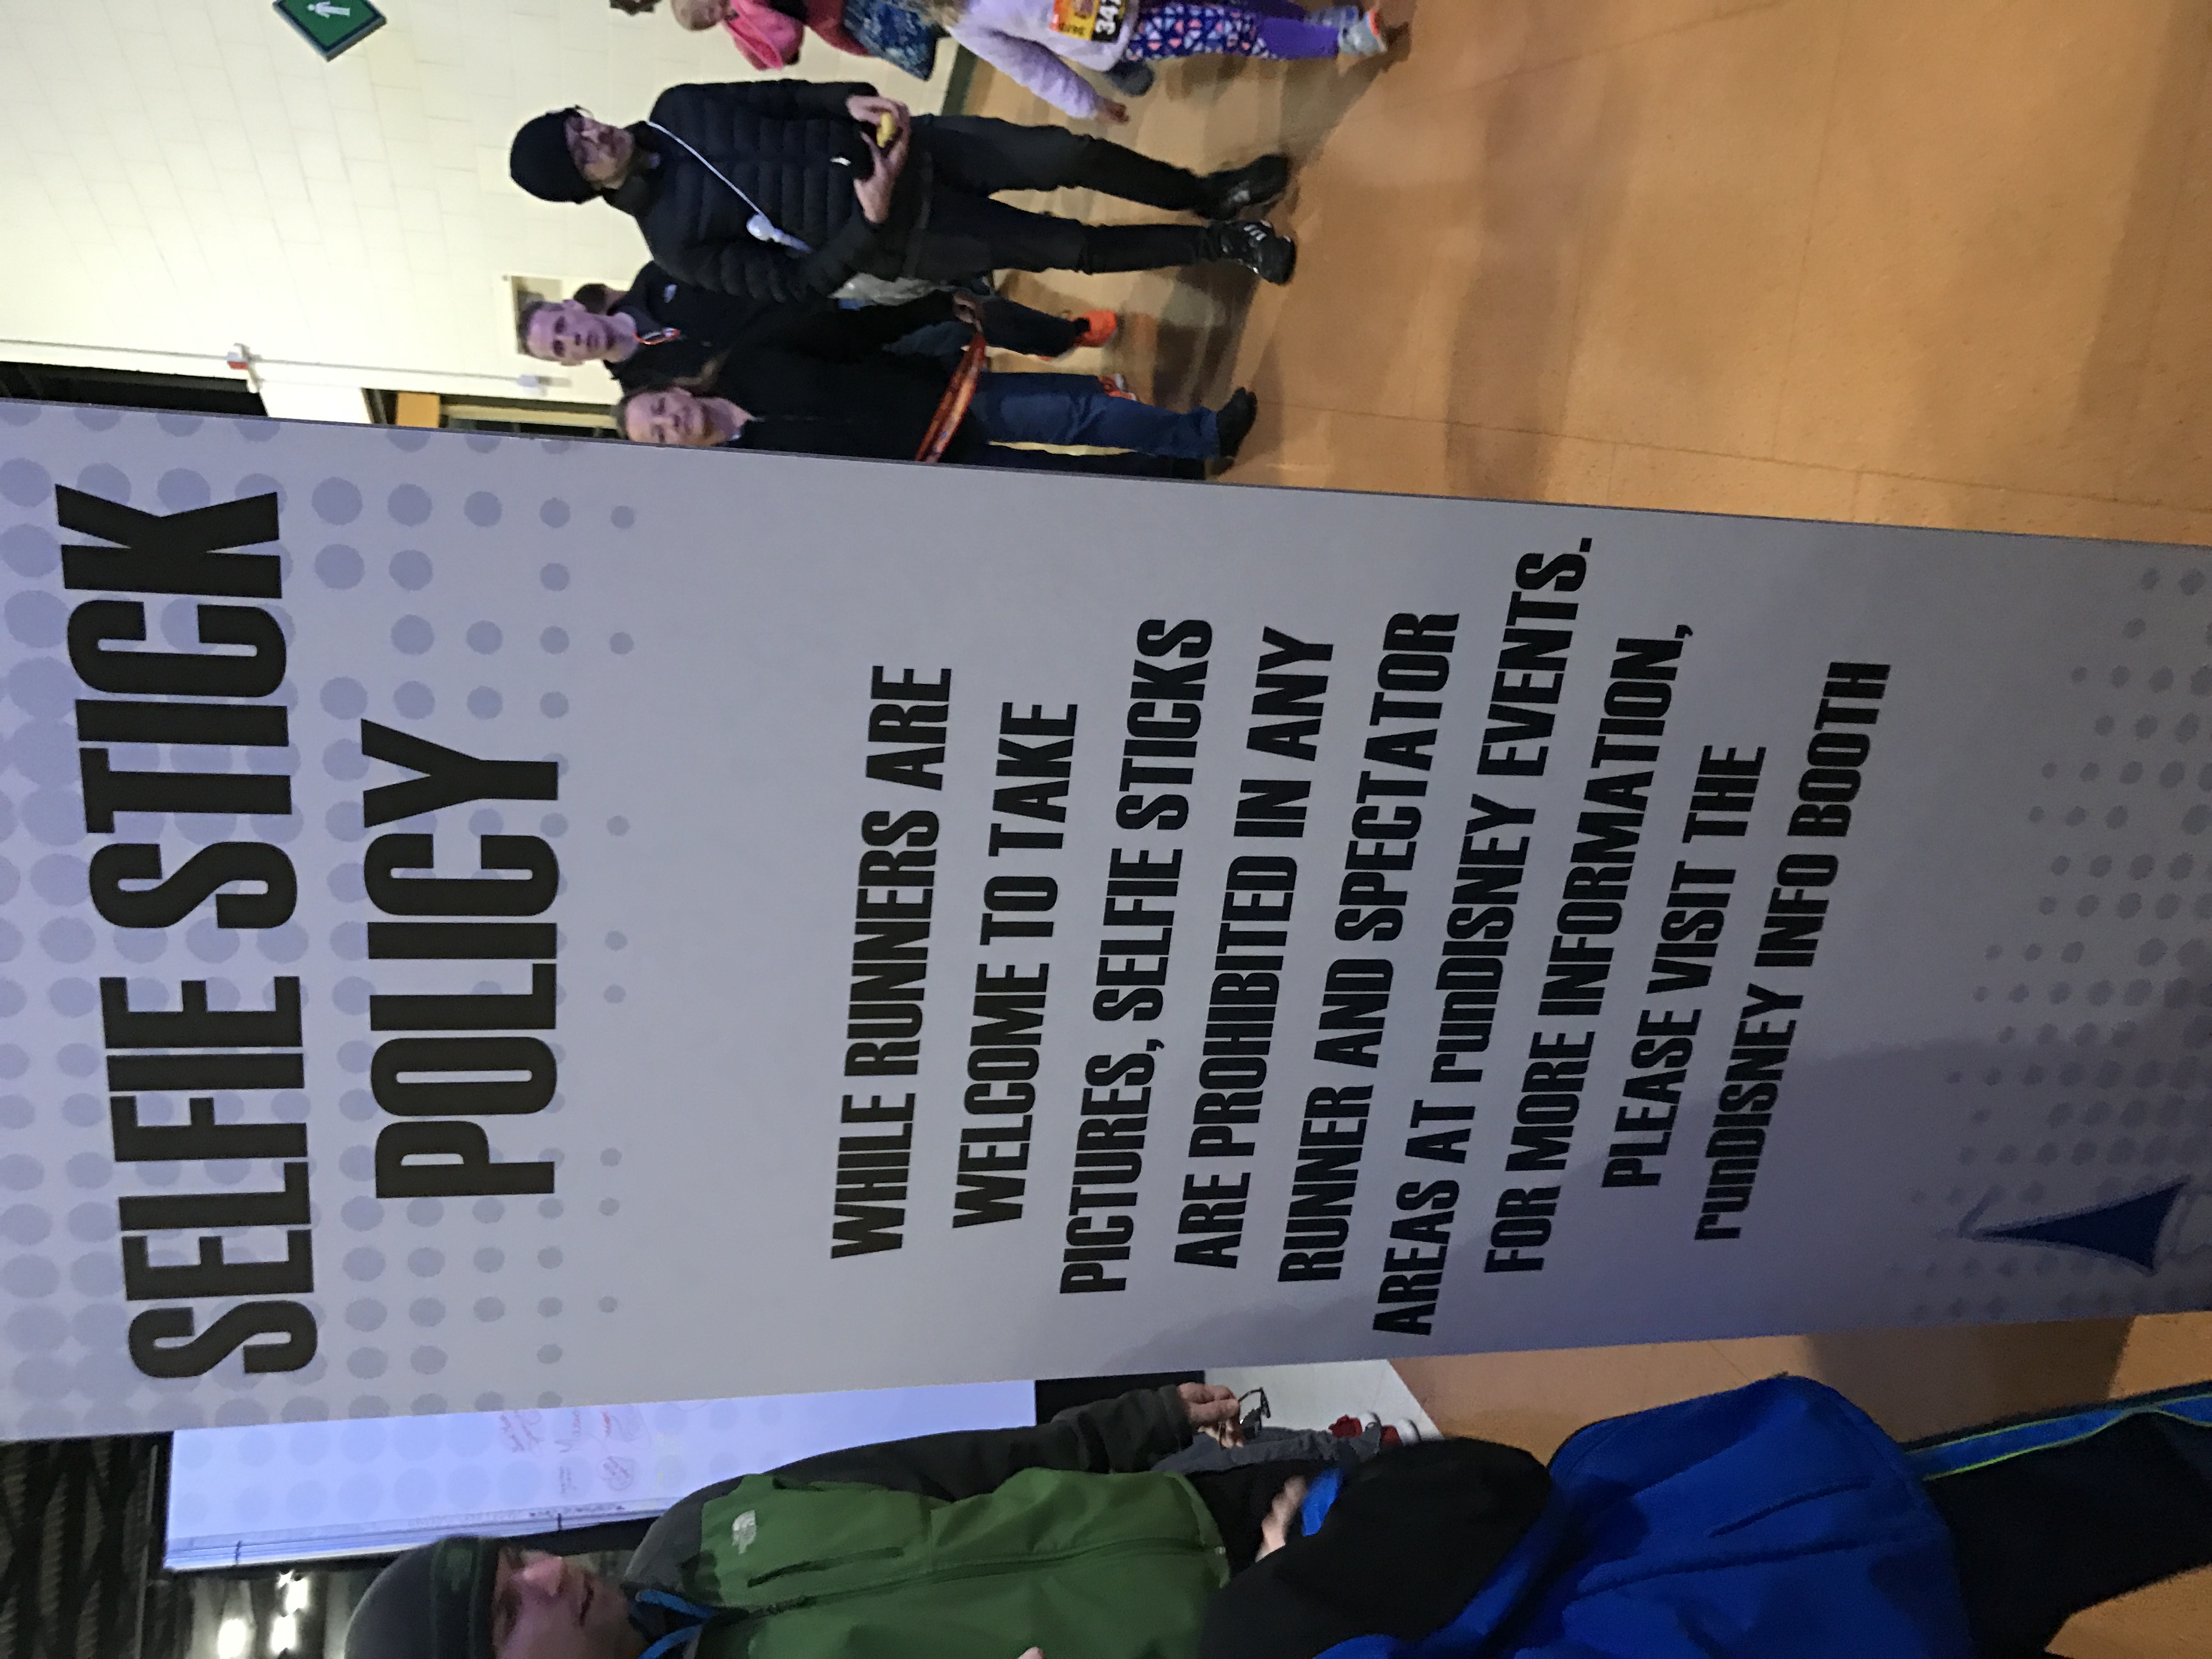 SELFIE STICK
POLICY
WHILE RUNNERS ARE
WELCOME TO TAKE
PICTURES, SELFIE STICKS
ARE PROHIBITED IN ANY
RUNNER AND SPECTATOR
AREAS AT runDISNEY EVENTS.
FOR MORE INFORMATION,
PLEASE VISIT THE
runDISNEY INFO BOOTH